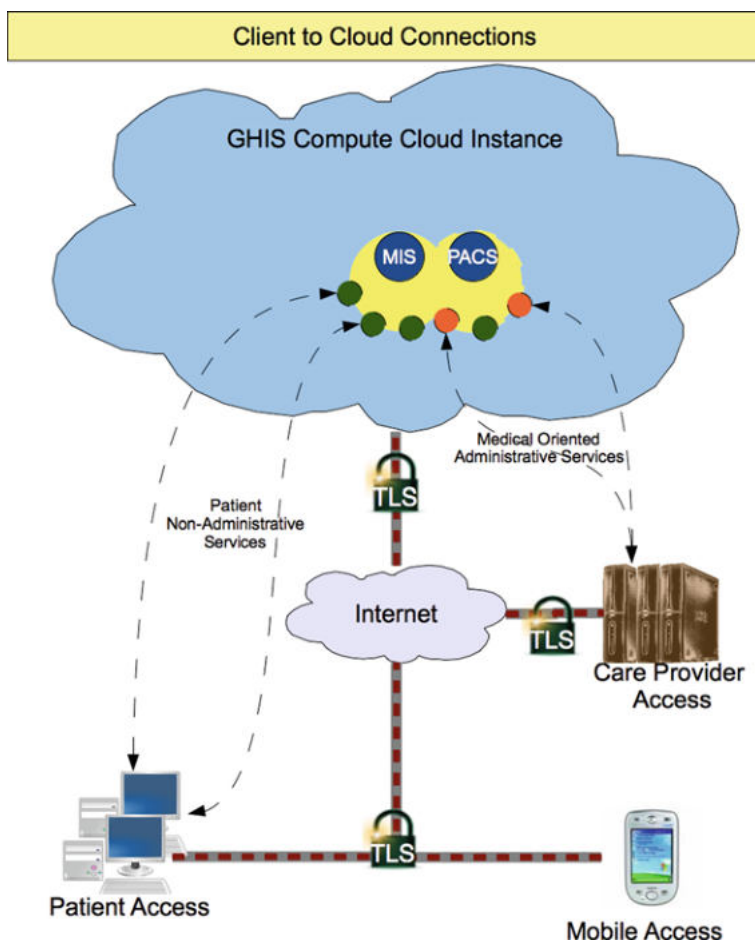 Client to Cloud Connections
GHIS Compute Cloud Instance
MIS
PACS
Medical Oriented
Administrative Services
TLS
Patient
Non-Administrative
Services
Internet
TLS
Care Provider
Access
TLS
Patient Access
Mobile Access